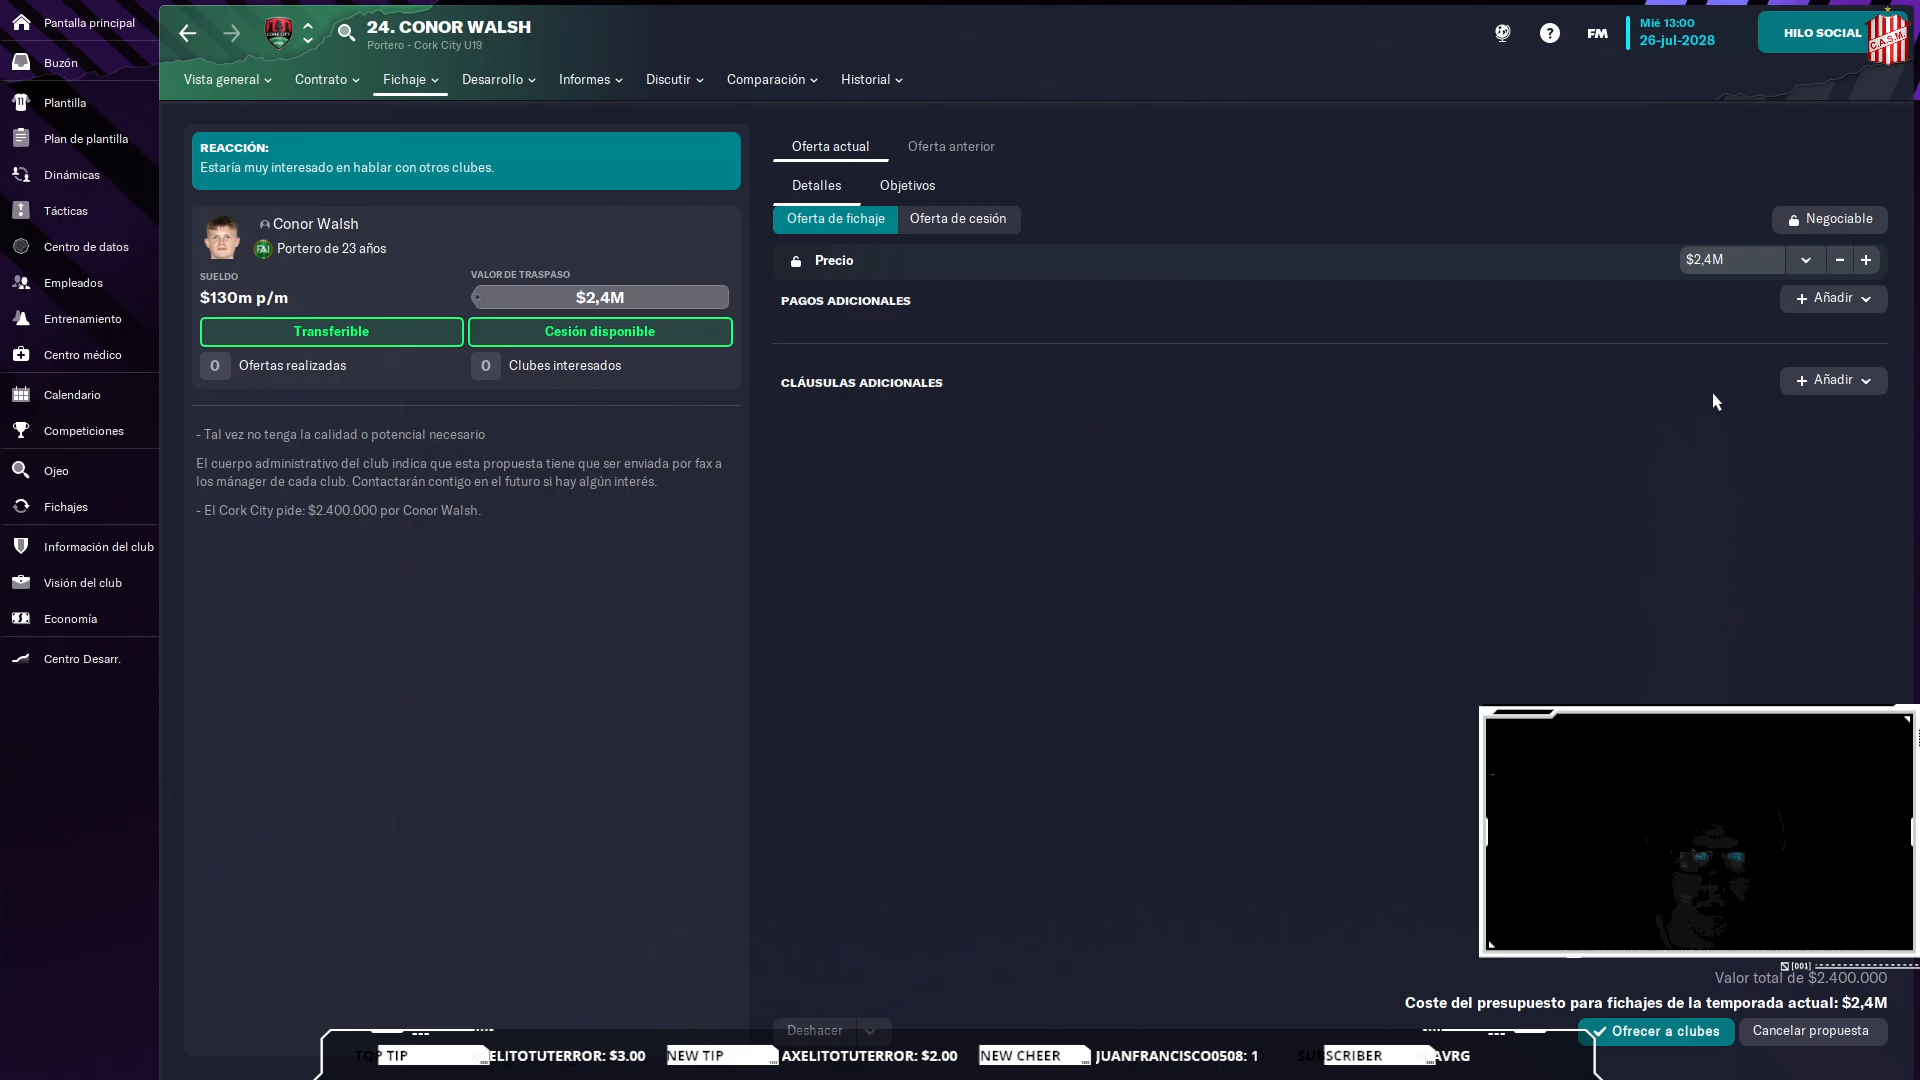 Pantalla principal
Buzón
Plantilla
Plan de plantilla
Dinámicas
Tácticas
Centro de datos
Empleados
Entrenamiento
Centro médico
Calendario
Competiciones
Ojeo
Fichajes
Información del club
Visión del club
Economía
Centro Desarr.
24. CONOR WALSH
Portero - Cork City U19
FM
Mié 13:00
26-jul-2028
HILO SOCIAL
C.A.S.M.
Vista general
Contrato
Fichaje
Desarrollo
Informes
Discutir
Comparación
Historial
REACCIÓN:
Estaría muy interesado en hablar con otros clubes.
Conor Walsh
FAI
Portero de 23 años
SUELDO
$130m p/m
VALOR DE TRASPASO
$2,4M
Transferible
Cesión disponible
0 Ofertas realizadas
0 Clubes interesados
- Tal vez no tenga la calidad o potencial necesario
El cuerpo administrativo del club indica que esta propuesta tiene que ser enviada por fax a
los mánager de cada club. Contactarán contigo en el futuro si hay algún interés.
- El Cork City pide: $2.400.000 por Conor Walsh.
Oferta actual
Oferta anterior
Detalles
Objetivos
Oferta de fichaje
Oferta de cesión
Negociable
Precio
$2,4M
PAGOS ADICIONALES
Añadir
CLÁUSULAS ADICIONALES
Añadir
[001]
Valor total de $2.400.000
Coste del presupuesto para fichajes de la temporada actual: $2,4M
Deshacer
Ofrecer a clubes
Cancelar propuesta
TOP TIP
ELITOTUTERROR: $3.00
NEW TIP
AXELITOTUTERROR: $2.00
NEW CHEER
JUANFRANCISCO0508: 1
SUBSCRIBER
AVRG